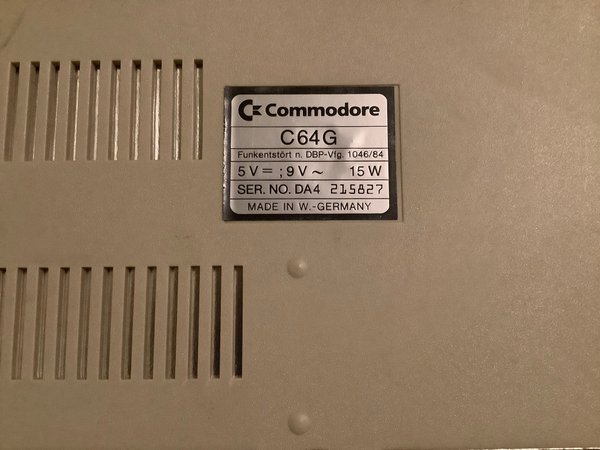 Commodore
C64G
Funkentstört n. DBP-Vfg. 1046/84
5V⎓ ;9V~ 15W
SER. NO. DA4 215827
MADE IN W.-GERMANY